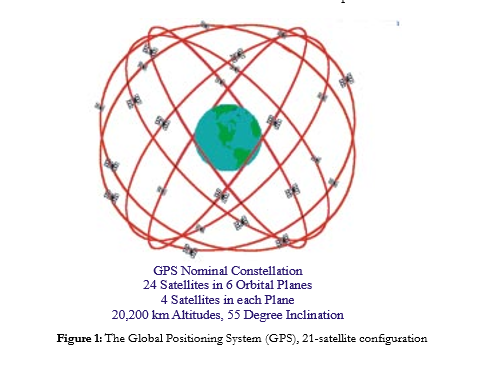 GPS Nominal Constellation
24 Satellites in 6 Orbital Planes
4 Satellites in each Plane
20,200 km Altitudes, 55 Degree Inclination
Figure 1: The Global Positioning System (GPS), 21-satellite configuration